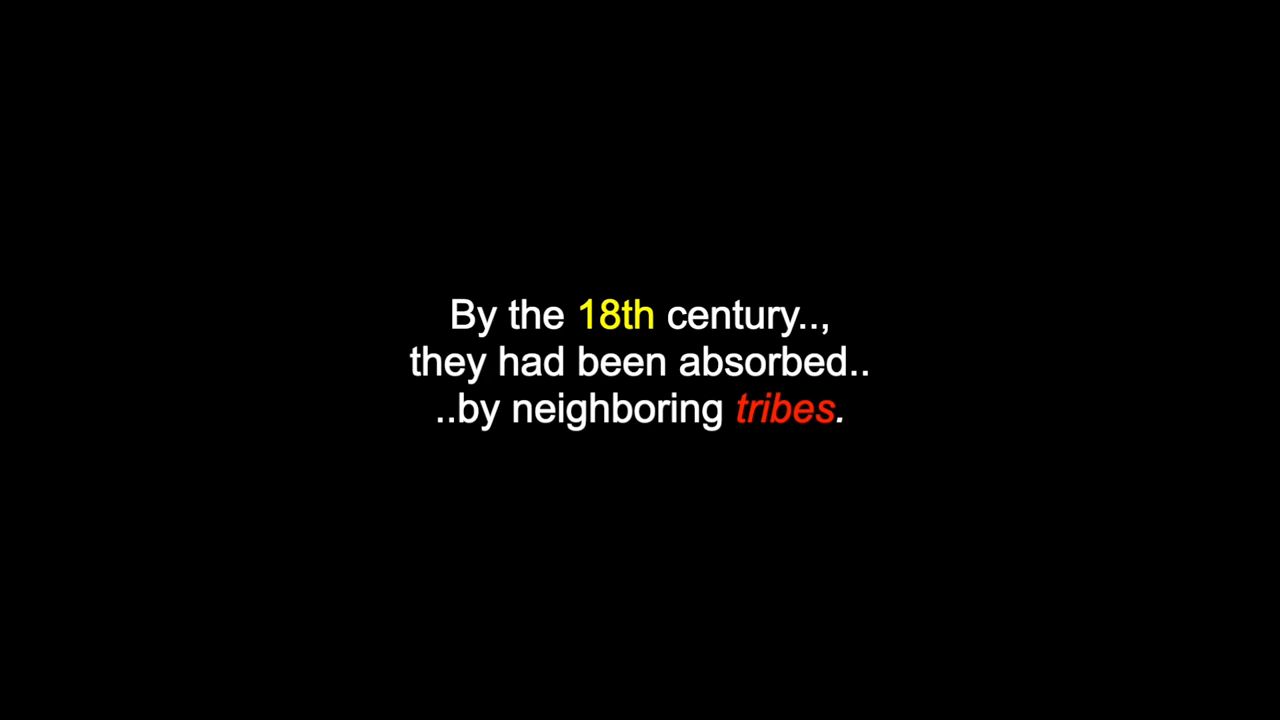 By the 18th century..,
they had been absorbed..
..by neighboring tribes.